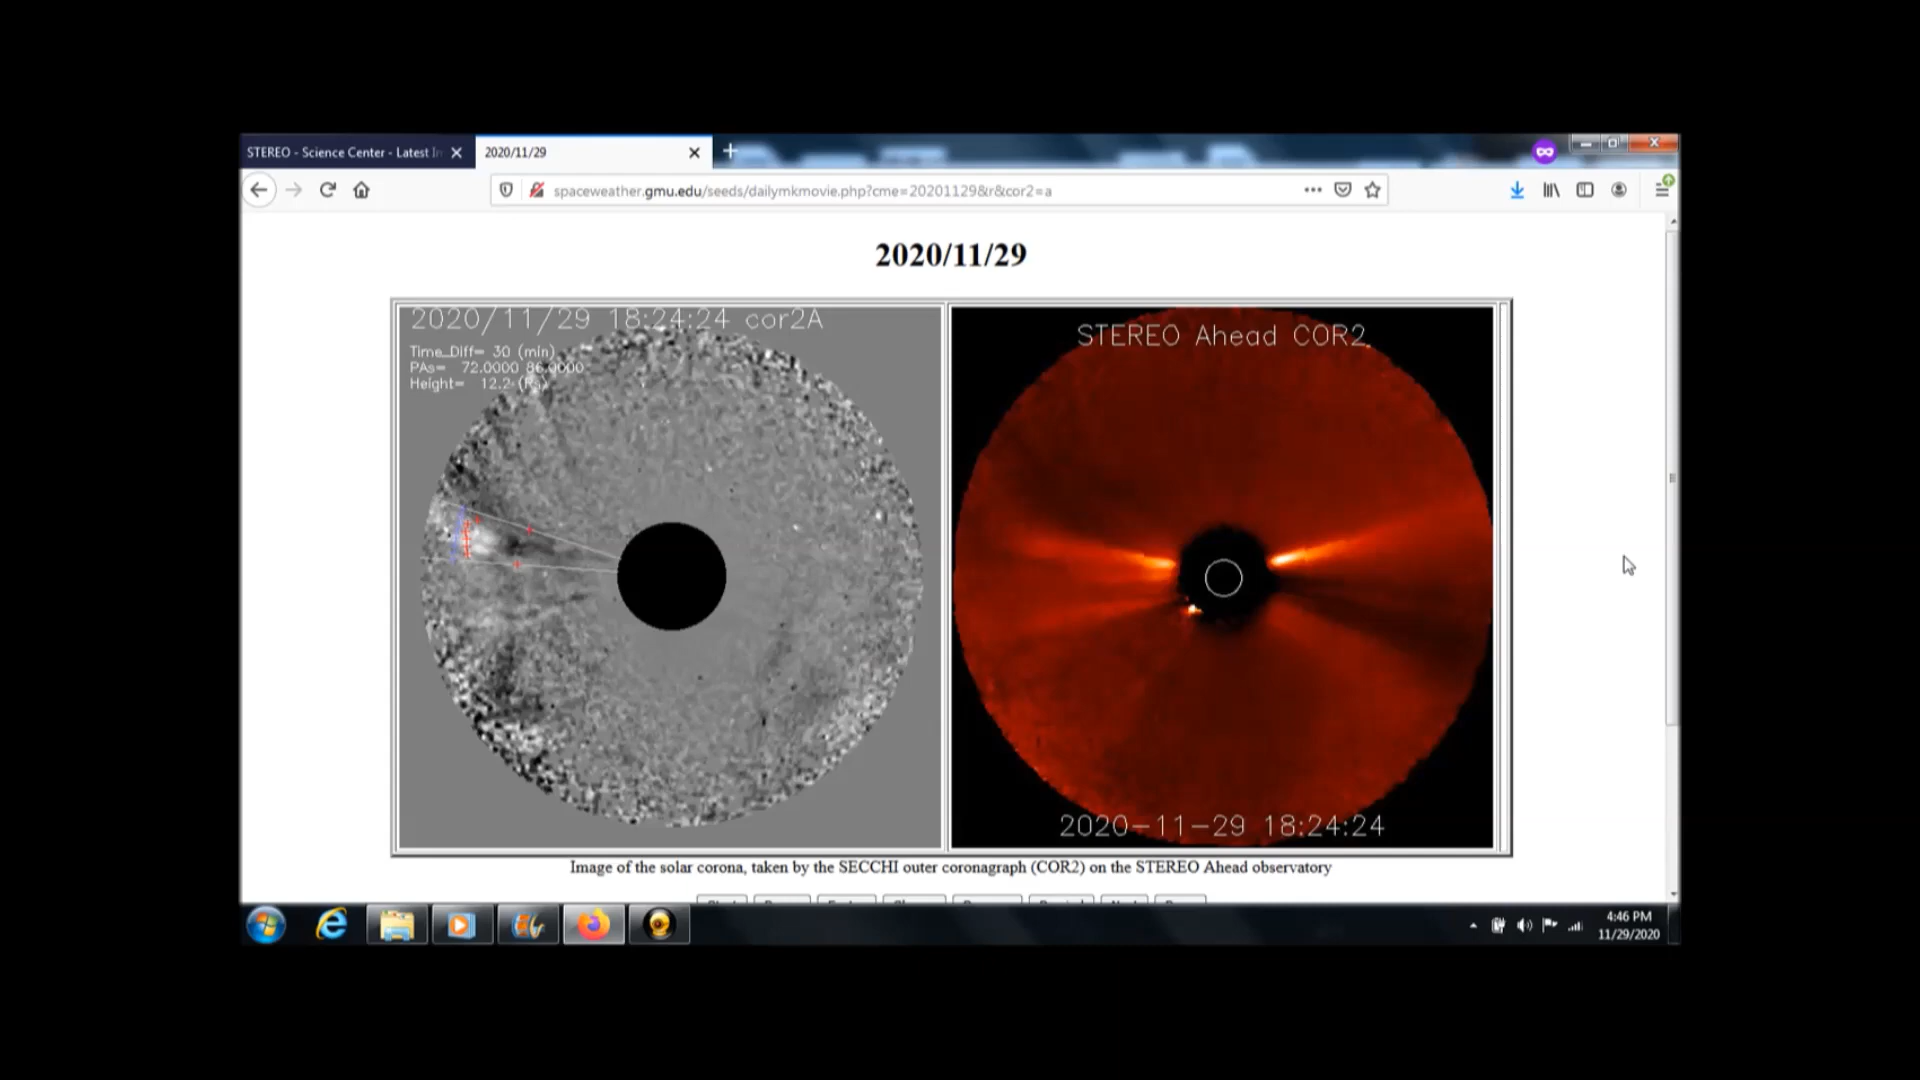 STEREO - Science Center - Latest In
2020/11/29
spaceweather.gmu.edu/seeds/dailymkmovie.php?cme=20201129&r&cor2=a
2020/11/29
2020/11/29 18:24:24 cor2A
Time_Diff= 30 (min)
PAs= 72.0000 86.0000
Height= 12.2 (Rs)
STEREO Ahead COR2
2020-11-29 18:24:24
Image of the solar corona, taken by the SECCHI outer coronagraph (COR2) on the STEREO Ahead observatory
4:46 PM
11/29/2020